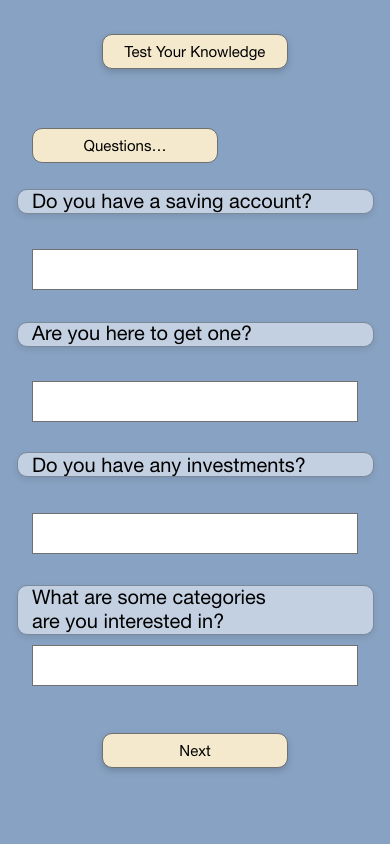 Test Your Knowledge
Questions...
Do you have a saving account?
Are you here to get one?
Do you have any investments?
What are some categories
are you interested in?
Next